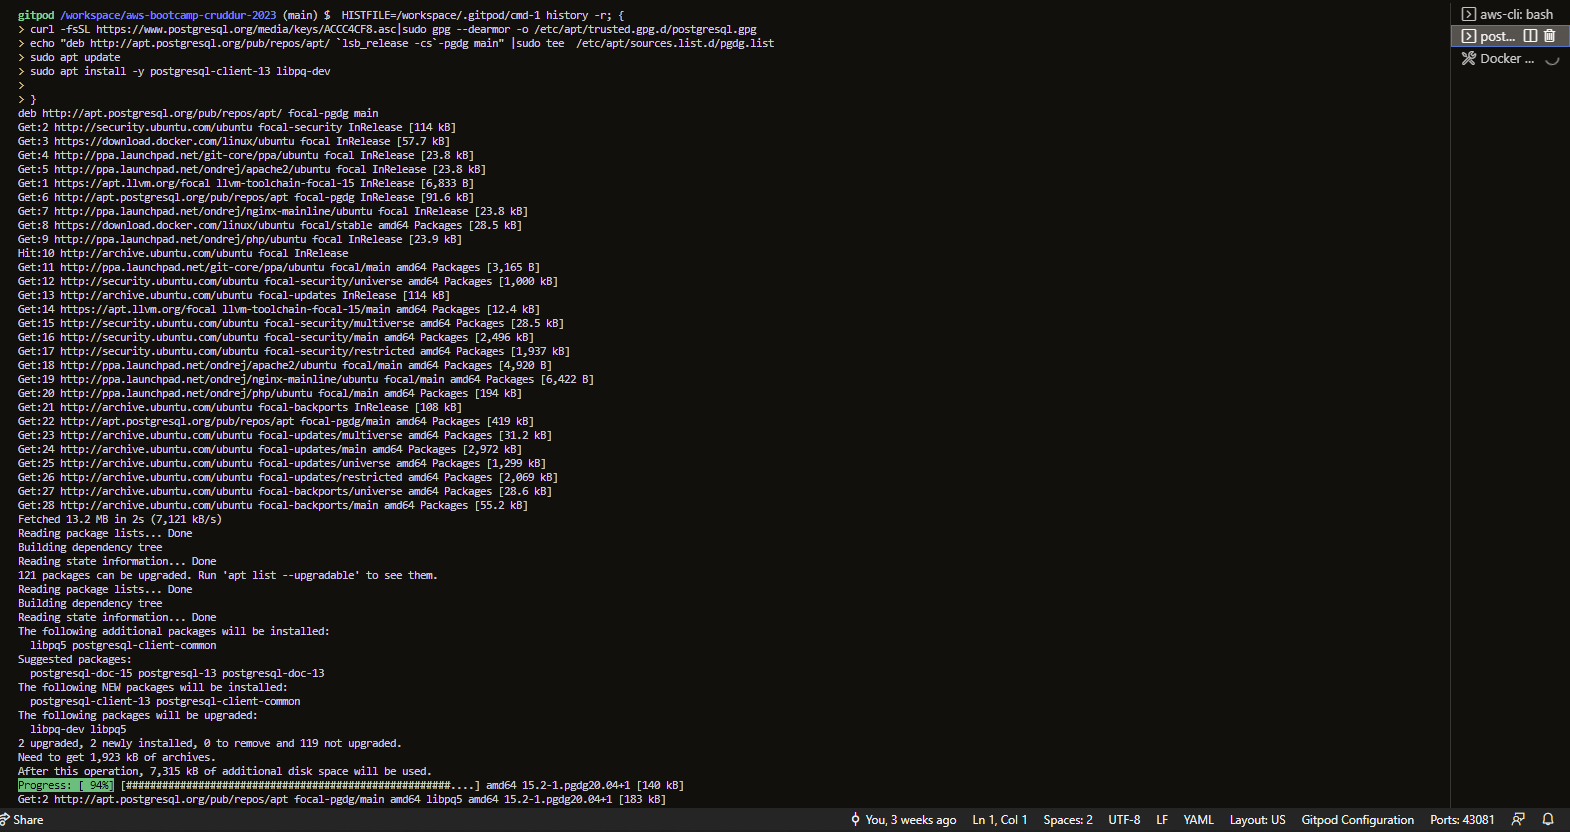 gitpod /workspace/aws-bootcamp-cruddur-2023 (main) $  HISTFILE=/workspace/.gitpod/cmd-1 history -r; {
> curl -fsSL https://www.postgresql.org/media/keys/ACCC4CF8.asc|sudo gpg --dearmor -o /etc/apt/trusted.gpg.d/postgresql.gpg
> echo "deb http://apt.postgresql.org/pub/repos/apt/ `lsb_release -cs`-pgdg main" |sudo tee  /etc/apt/sources.list.d/pgdg.list
> sudo apt update
> sudo apt install -y postgresql-client-13 libpq-dev
>
> }
deb http://apt.postgresql.org/pub/repos/apt/ focal-pgdg main
Get:2 http://security.ubuntu.com/ubuntu focal-security InRelease [114 kB]
Get:3 https://download.docker.com/linux/ubuntu focal InRelease [57.7 kB]
Get:4 http://ppa.launchpad.net/git-core/ppa/ubuntu focal InRelease [23.8 kB]
Get:5 http://ppa.launchpad.net/ondrej/apache2/ubuntu focal InRelease [23.8 kB]
Get:1 https://apt.llvm.org/focal llvm-toolchain-focal-15 InRelease [6,833 B]
Get:6 http://apt.postgresql.org/pub/repos/apt focal-pgdg InRelease [91.6 kB]
Get:7 http://ppa.launchpad.net/ondrej/nginx-mainline/ubuntu focal InRelease [23.8 kB]
Get:8 https://download.docker.com/linux/ubuntu focal/stable amd64 Packages [28.5 kB]
Get:9 http://ppa.launchpad.net/ondrej/php/ubuntu focal InRelease [23.9 kB]
Hit:10 http://archive.ubuntu.com/ubuntu focal InRelease
Get:11 http://ppa.launchpad.net/git-core/ppa/ubuntu focal/main amd64 Packages [3,165 B]
Get:12 http://security.ubuntu.com/ubuntu focal-security/universe amd64 Packages [1,000 kB]
Get:13 http://archive.ubuntu.com/ubuntu focal-updates InRelease [114 kB]
Get:14 https://apt.llvm.org/focal llvm-toolchain-focal-15/main amd64 Packages [12.4 kB]
Get:15 http://security.ubuntu.com/ubuntu focal-security/multiverse amd64 Packages [28.5 kB]
Get:16 http://security.ubuntu.com/ubuntu focal-security/main amd64 Packages [2,496 kB]
Get:17 http://security.ubuntu.com/ubuntu focal-security/restricted amd64 Packages [1,937 kB]
Get:18 http://ppa.launchpad.net/ondrej/apache2/ubuntu focal/main amd64 Packages [4,920 B]
Get:19 http://ppa.launchpad.net/ondrej/nginx-mainline/ubuntu focal/main amd64 Packages [6,422 B]
Get:20 http://ppa.launchpad.net/ondrej/php/ubuntu focal/main amd64 Packages [194 kB]
Get:21 http://archive.ubuntu.com/ubuntu focal-backports InRelease [108 kB]
Get:22 http://apt.postgresql.org/pub/repos/apt focal-pgdg/main amd64 Packages [419 kB]
Get:23 http://archive.ubuntu.com/ubuntu focal-updates/multiverse amd64 Packages [31.2 kB]
Get:24 http://archive.ubuntu.com/ubuntu focal-updates/main amd64 Packages [2,972 kB]
Get:25 http://archive.ubuntu.com/ubuntu focal-updates/universe amd64 Packages [1,299 kB]
Get:26 http://archive.ubuntu.com/ubuntu focal-updates/restricted amd64 Packages [2,069 kB]
Get:27 http://archive.ubuntu.com/ubuntu focal-backports/universe amd64 Packages [28.6 kB]
Get:28 http://archive.ubuntu.com/ubuntu focal-backports/main amd64 Packages [55.2 kB]
Fetched 13.2 MB in 2s (7,121 kB/s)
Reading package lists... Done
Building dependency tree
Reading state information... Done
121 packages can be upgraded. Run 'apt list --upgradable' to see them.
Reading package lists... Done
Building dependency tree
Reading state information... Done
The following additional packages will be installed:
  libpq5 postgresql-client-common
Suggested packages:
  postgresql-doc-15 postgresql-13 postgresql-doc-13
The following NEW packages will be installed:
  postgresql-client-13 postgresql-client-common
The following packages will be upgraded:
  libpq-dev libpq5
2 upgraded, 2 newly installed, 0 to remove and 119 not upgraded.
Need to get 1,923 kB of archives.
After this operation, 7,315 kB of additional disk space will be used.
Progress: [ 94%] [######################################################....] amd64 15.2-1.pgdg20.04+1 [140 kB]
Get:2 http://apt.postgresql.org/pub/repos/apt focal-pgdg/main amd64 libpq5 amd64 15.2-1.pgdg20.04+1 [183 kB]
aws-cli: bash
post...
Docker ...
Share
You, 3 weeks ago
Ln 1, Col 1
Spaces: 2
UTF-8
LF
YAML
Layout: US
Gitpod Configuration
Ports: 43081